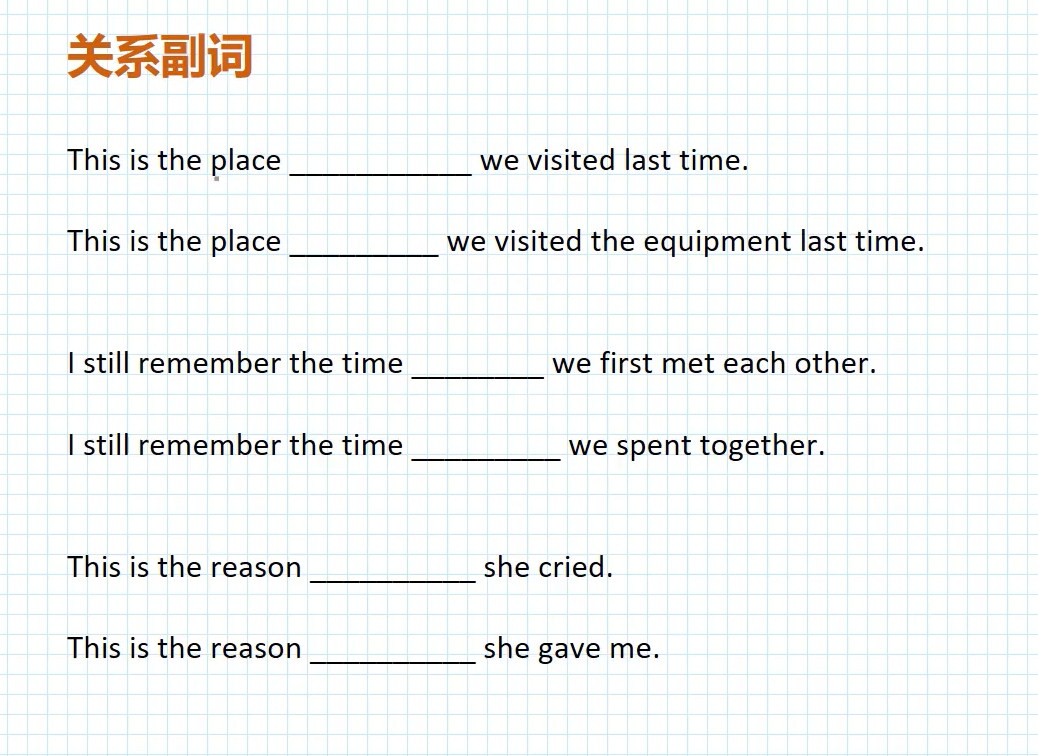 关系副词
This is the place ___________ we visited last time.
This is the place _________ we visited the equipment last time.
I still remember the time ________ we first met each other.
I still remember the time _________ we spent together.
This is the reason __________ she cried.
This is the reason __________ she gave me.